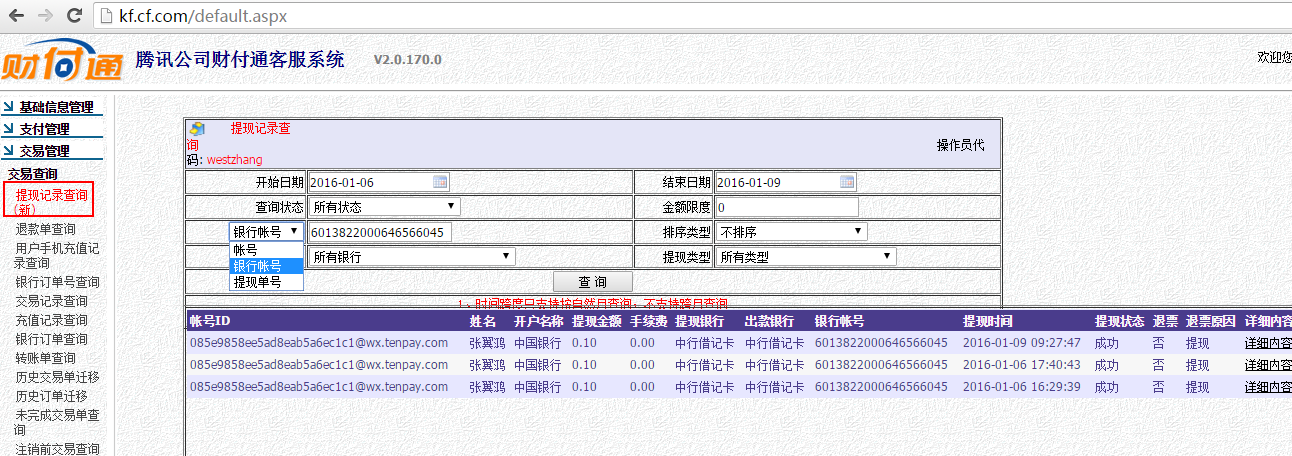 kf.cf.com/default.aspx
财付通 腾讯公司财付通客服系统 V2.0.170.0 欢迎您
基础信息管理
支付管理
交易管理
交易查询
提现记录查询
（新）
退款单查询
用户手机充值记
录查询
银行订单号查询
交易记录查询
充值记录查询
银行订单查询
转账单查询
历史交易单迁移
历史订单迁移
未完成交易单查
询
注销前交易查询
提现记录查
询 操作员代
码: westzhang
开始日期 2016-01-06 结束日期 2016-01-09
查询状态 所有状态 金额限度 0
银行帐号 6013822000646566045 排序类型 不排序
帐号
银行帐号
提现单号
所有银行 提现类型 所有类型
查 询
1、时间跨度只支持按自然月查询，不支持跨月查询
帐号ID 姓名 开户名称 提现金额 手续费 提现银行 出款银行 银行帐号 提现时间 提现状态 退票 退票原因 详细内容
085e9858ee5ad8eab5a6ec1c1@wx.tenpay.com 张翼鸿 中国银行 0.10 0.00 中行借记卡 中行借记卡 6013822000646566045 2016-01-09 09:27:47 成功 否 提现 详细内容
085e9858ee5ad8eab5a6ec1c1@wx.tenpay.com 张翼鸿 中国银行 0.10 0.00 中行借记卡 中行借记卡 6013822000646566045 2016-01-06 17:40:43 成功 否 提现 详细内容
085e9858ee5ad8eab5a6ec1c1@wx.tenpay.com 张翼鸿 中国银行 0.10 0.00 中行借记卡 中行借记卡 6013822000646566045 2016-01-06 16:29:39 成功 否 提现 详细内容